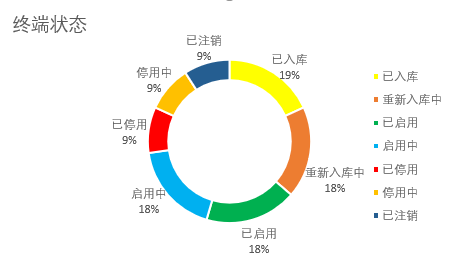 终端状态
已注销
9%
已入库
19%
停用中
9%
已停用
9%
重新入库中
18%
启用中
18%
已启用
18%
已入库
重新入库中
已启用
启用中
已停用
停用中
已注销